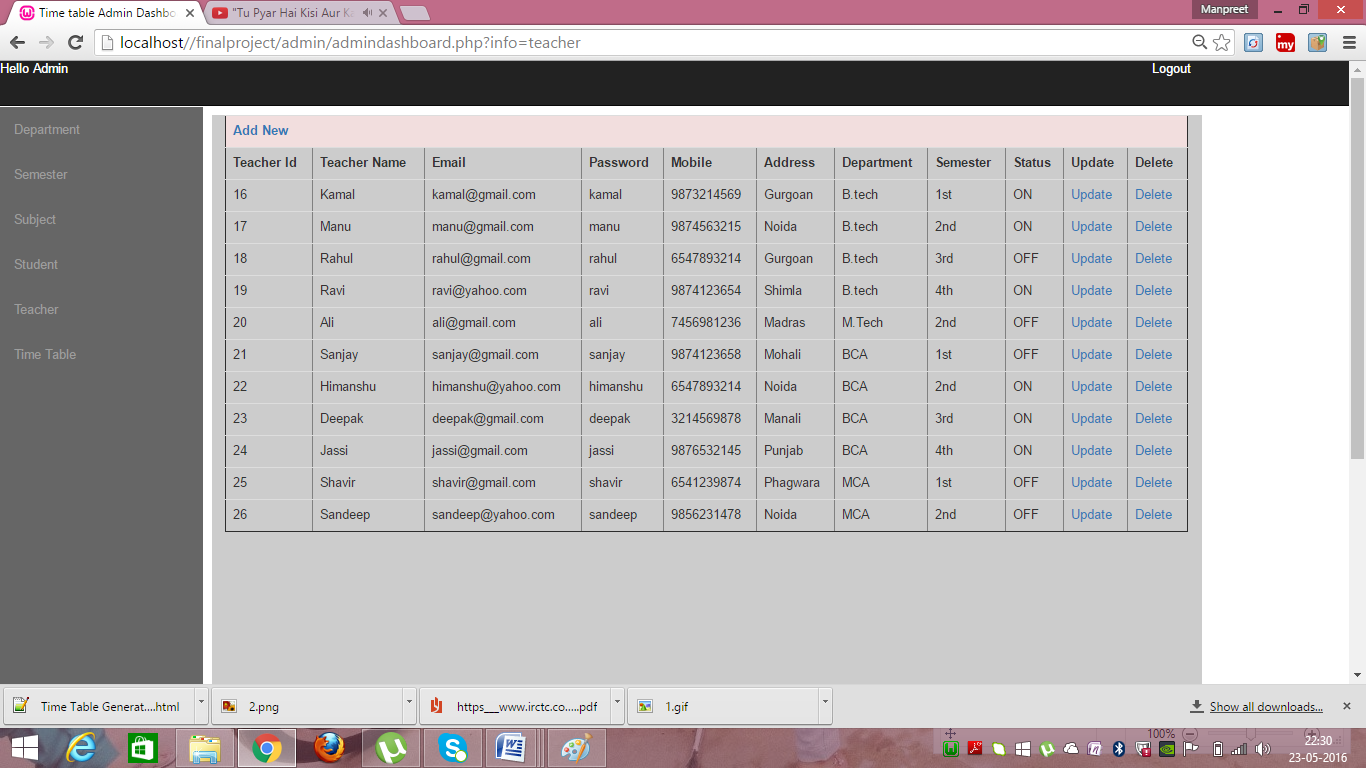 Time table Admin Dashbo
"Tu Pyar Hai Kisi Aur K
Manpreet
localhost//finalproject/admin/admindashboard.php?info=teacher
my
Hello Admin Logout
Department
Semester
Subject
Student
Teacher
Time Table
Add New
Teacher Id Teacher Name Email Password Mobile Address Department Semester Status Update Delete
16 Kamal kamal@gmail.com kamal 9873214569 Gurgoan B.tech 1st ON Update Delete
17 Manu manu@gmail.com manu 9874563215 Noida B.tech 2nd ON Update Delete
18 Rahul rahul@gmail.com rahul 6547893214 Gurgoan B.tech 3rd OFF Update Delete
19 Ravi ravi@yahoo.com ravi 9874123654 Shimla B.tech 4th ON Update Delete
20 Ali ali@gmail.com ali 7456981236 Madras M.Tech 2nd OFF Update Delete
21 Sanjay sanjay@gmail.com sanjay 9874123658 Mohali BCA 1st OFF Update Delete
22 Himanshu himanshu@yahoo.com himanshu 6547893214 Noida BCA 2nd ON Update Delete
23 Deepak deepak@gmail.com deepak 3214569878 Manali BCA 3rd ON Update Delete
24 Jassi jassi@gmail.com jassi 9876532145 Punjab BCA 4th ON Update Delete
25 Shavir shavir@gmail.com shavir 6541239874 Phagwara MCA 1st OFF Update Delete
26 Sandeep sandeep@yahoo.com sandeep 9856231478 Noida MCA 2nd OFF Update Delete
Time Table Generat....html 2.png https___www.irctc.co.....pdf 1.gif Show all downloads...
100%
22:30
23-05-2016